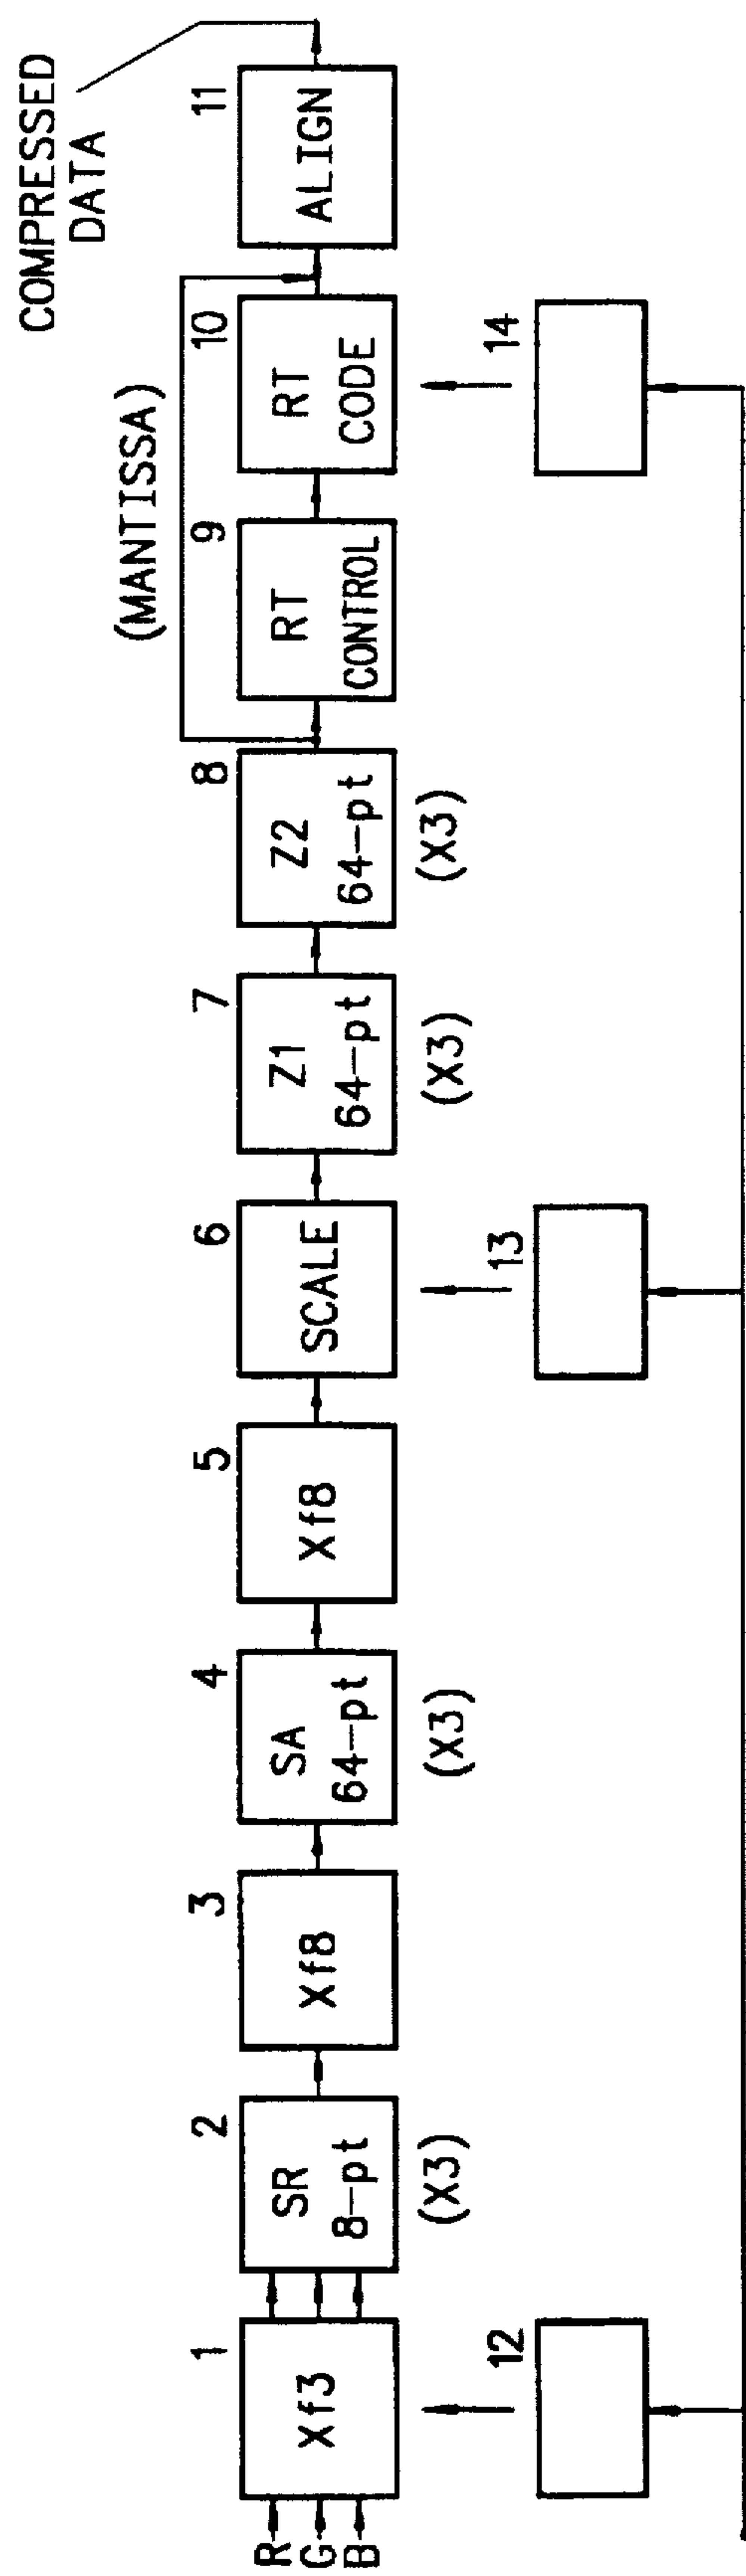 COMPRESSED
DATA
(MANTISSA)
1
2
3
4
5
6
7
8
9
10
11
R
G
B
Xf3
SR
8-pt
Xf8
SA
64-pt
Xf8
SCALE
Z1
64-pt
Z2
64-pt
RT
CONTROL
RT
CODE
ALIGN
(X3)
(X3)
(X3)
(X3)
12
13
14